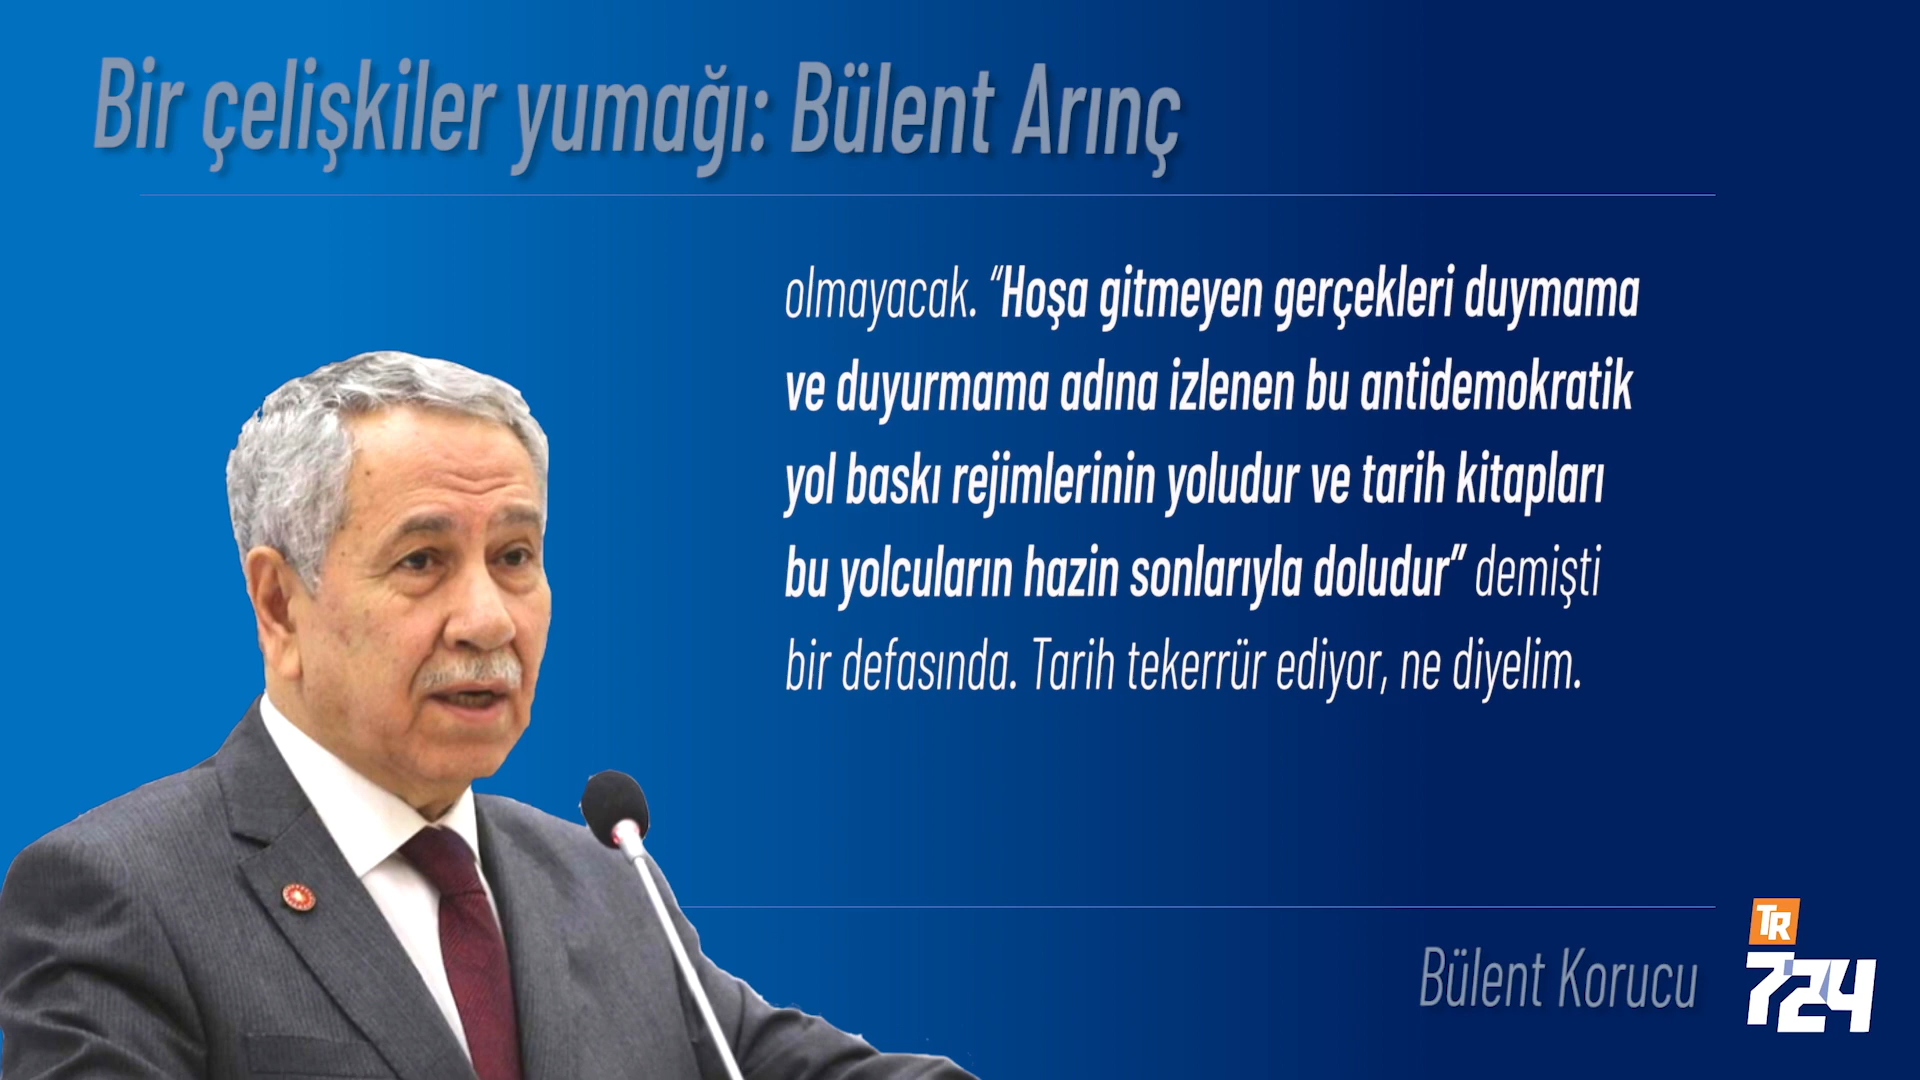 Bir çelişkiler yumağı: Bülent Arınç
olmayacak. “Hoşa gitmeyen gerçekleri duymama
ve duyurmama adına izlenen bu antidemokratik
yol baskı rejimlerinin yoludur ve tarih kitapları
bu yolcuların hazin sonlarıyla doludur” demişti
bir defasında. Tarih tekerrür ediyor, ne diyelim.
Bülent Korucu
TR
724